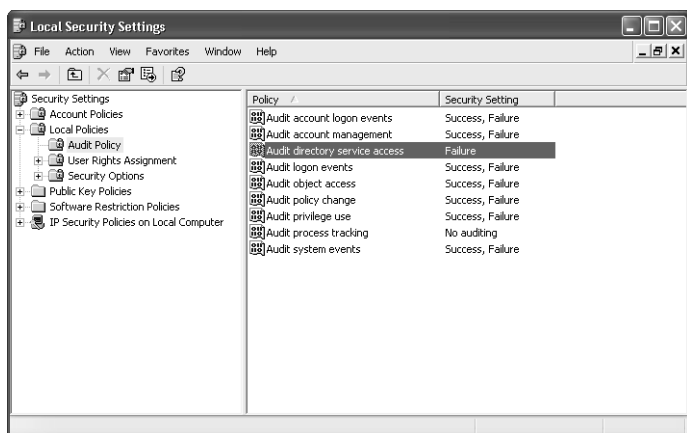 Local Security Settings
File Action View Favorites Window Help
Security Settings
Account Policies
Local Policies
Audit Policy
User Rights Assignment
Security Options
Public Key Policies
Software Restriction Policies
IP Security Policies on Local Computer
Policy Security Setting
Audit account logon events Success, Failure
Audit account management Success, Failure
Audit directory service access Failure
Audit logon events Success, Failure
Audit object access Success, Failure
Audit policy change Success, Failure
Audit privilege use Success, Failure
Audit process tracking No auditing
Audit system events Success, Failure